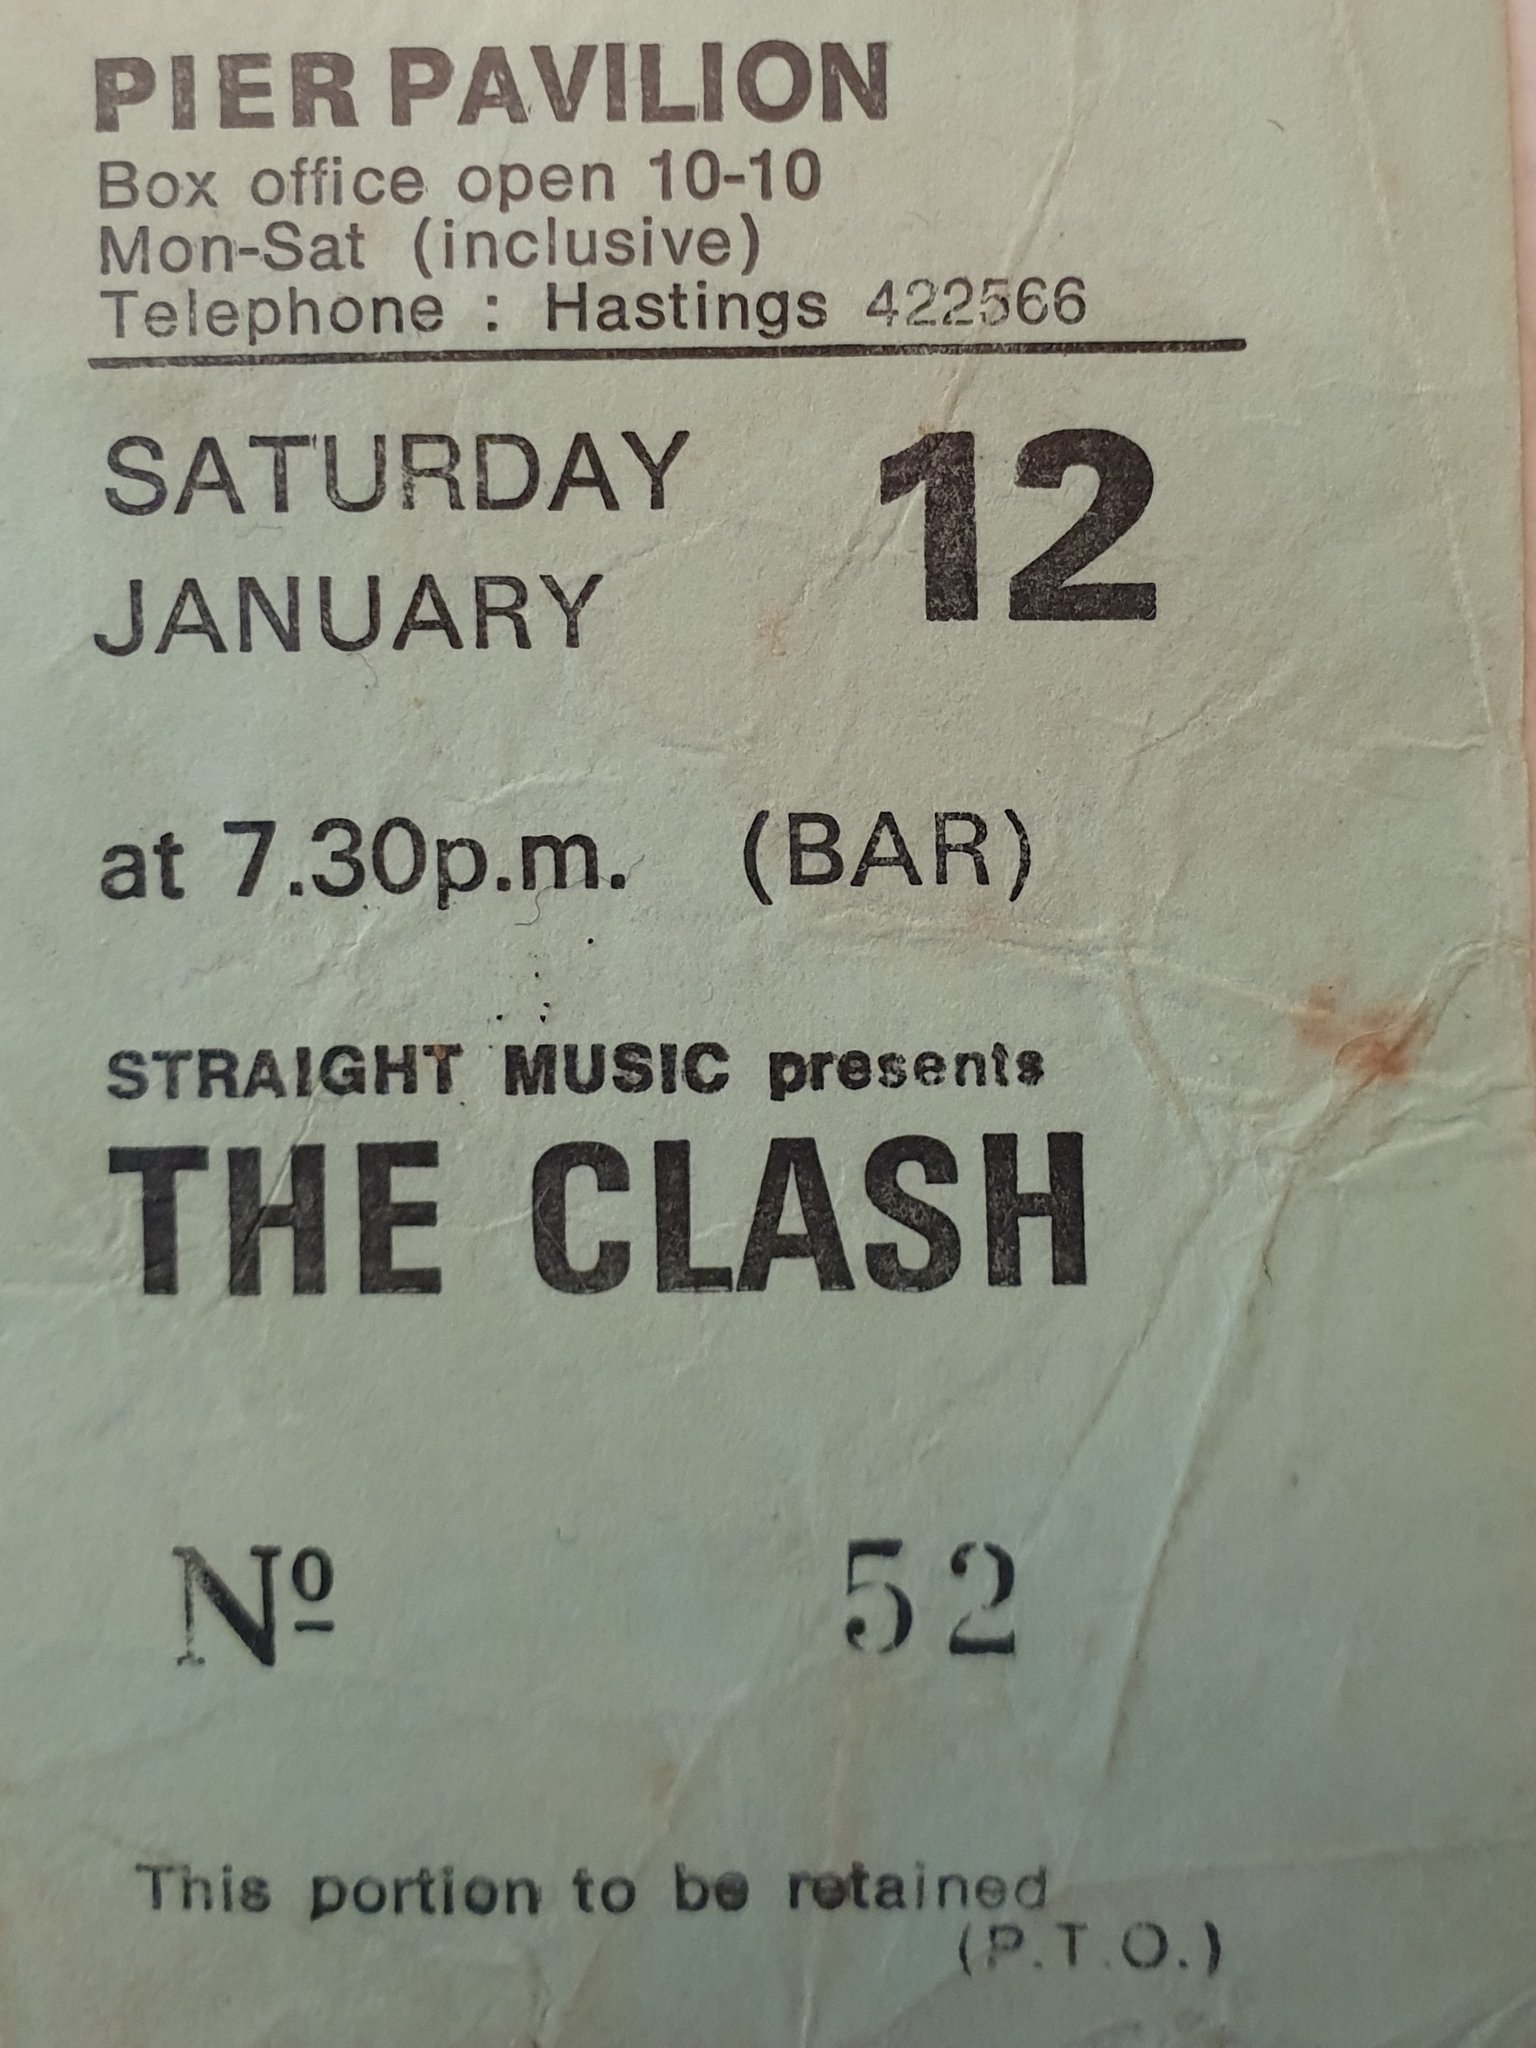 PIER PAVILION
Box office open 10-10
Mon-Sat (inclusive)
Telephone : Hastings 422566
SATURDAY 12
JANUARY
at 7.30p.m. (BAR)
STRAIGHT MUSIC presents
THE CLASH
Nº 52
This portion to be retained
(P.T.O.)